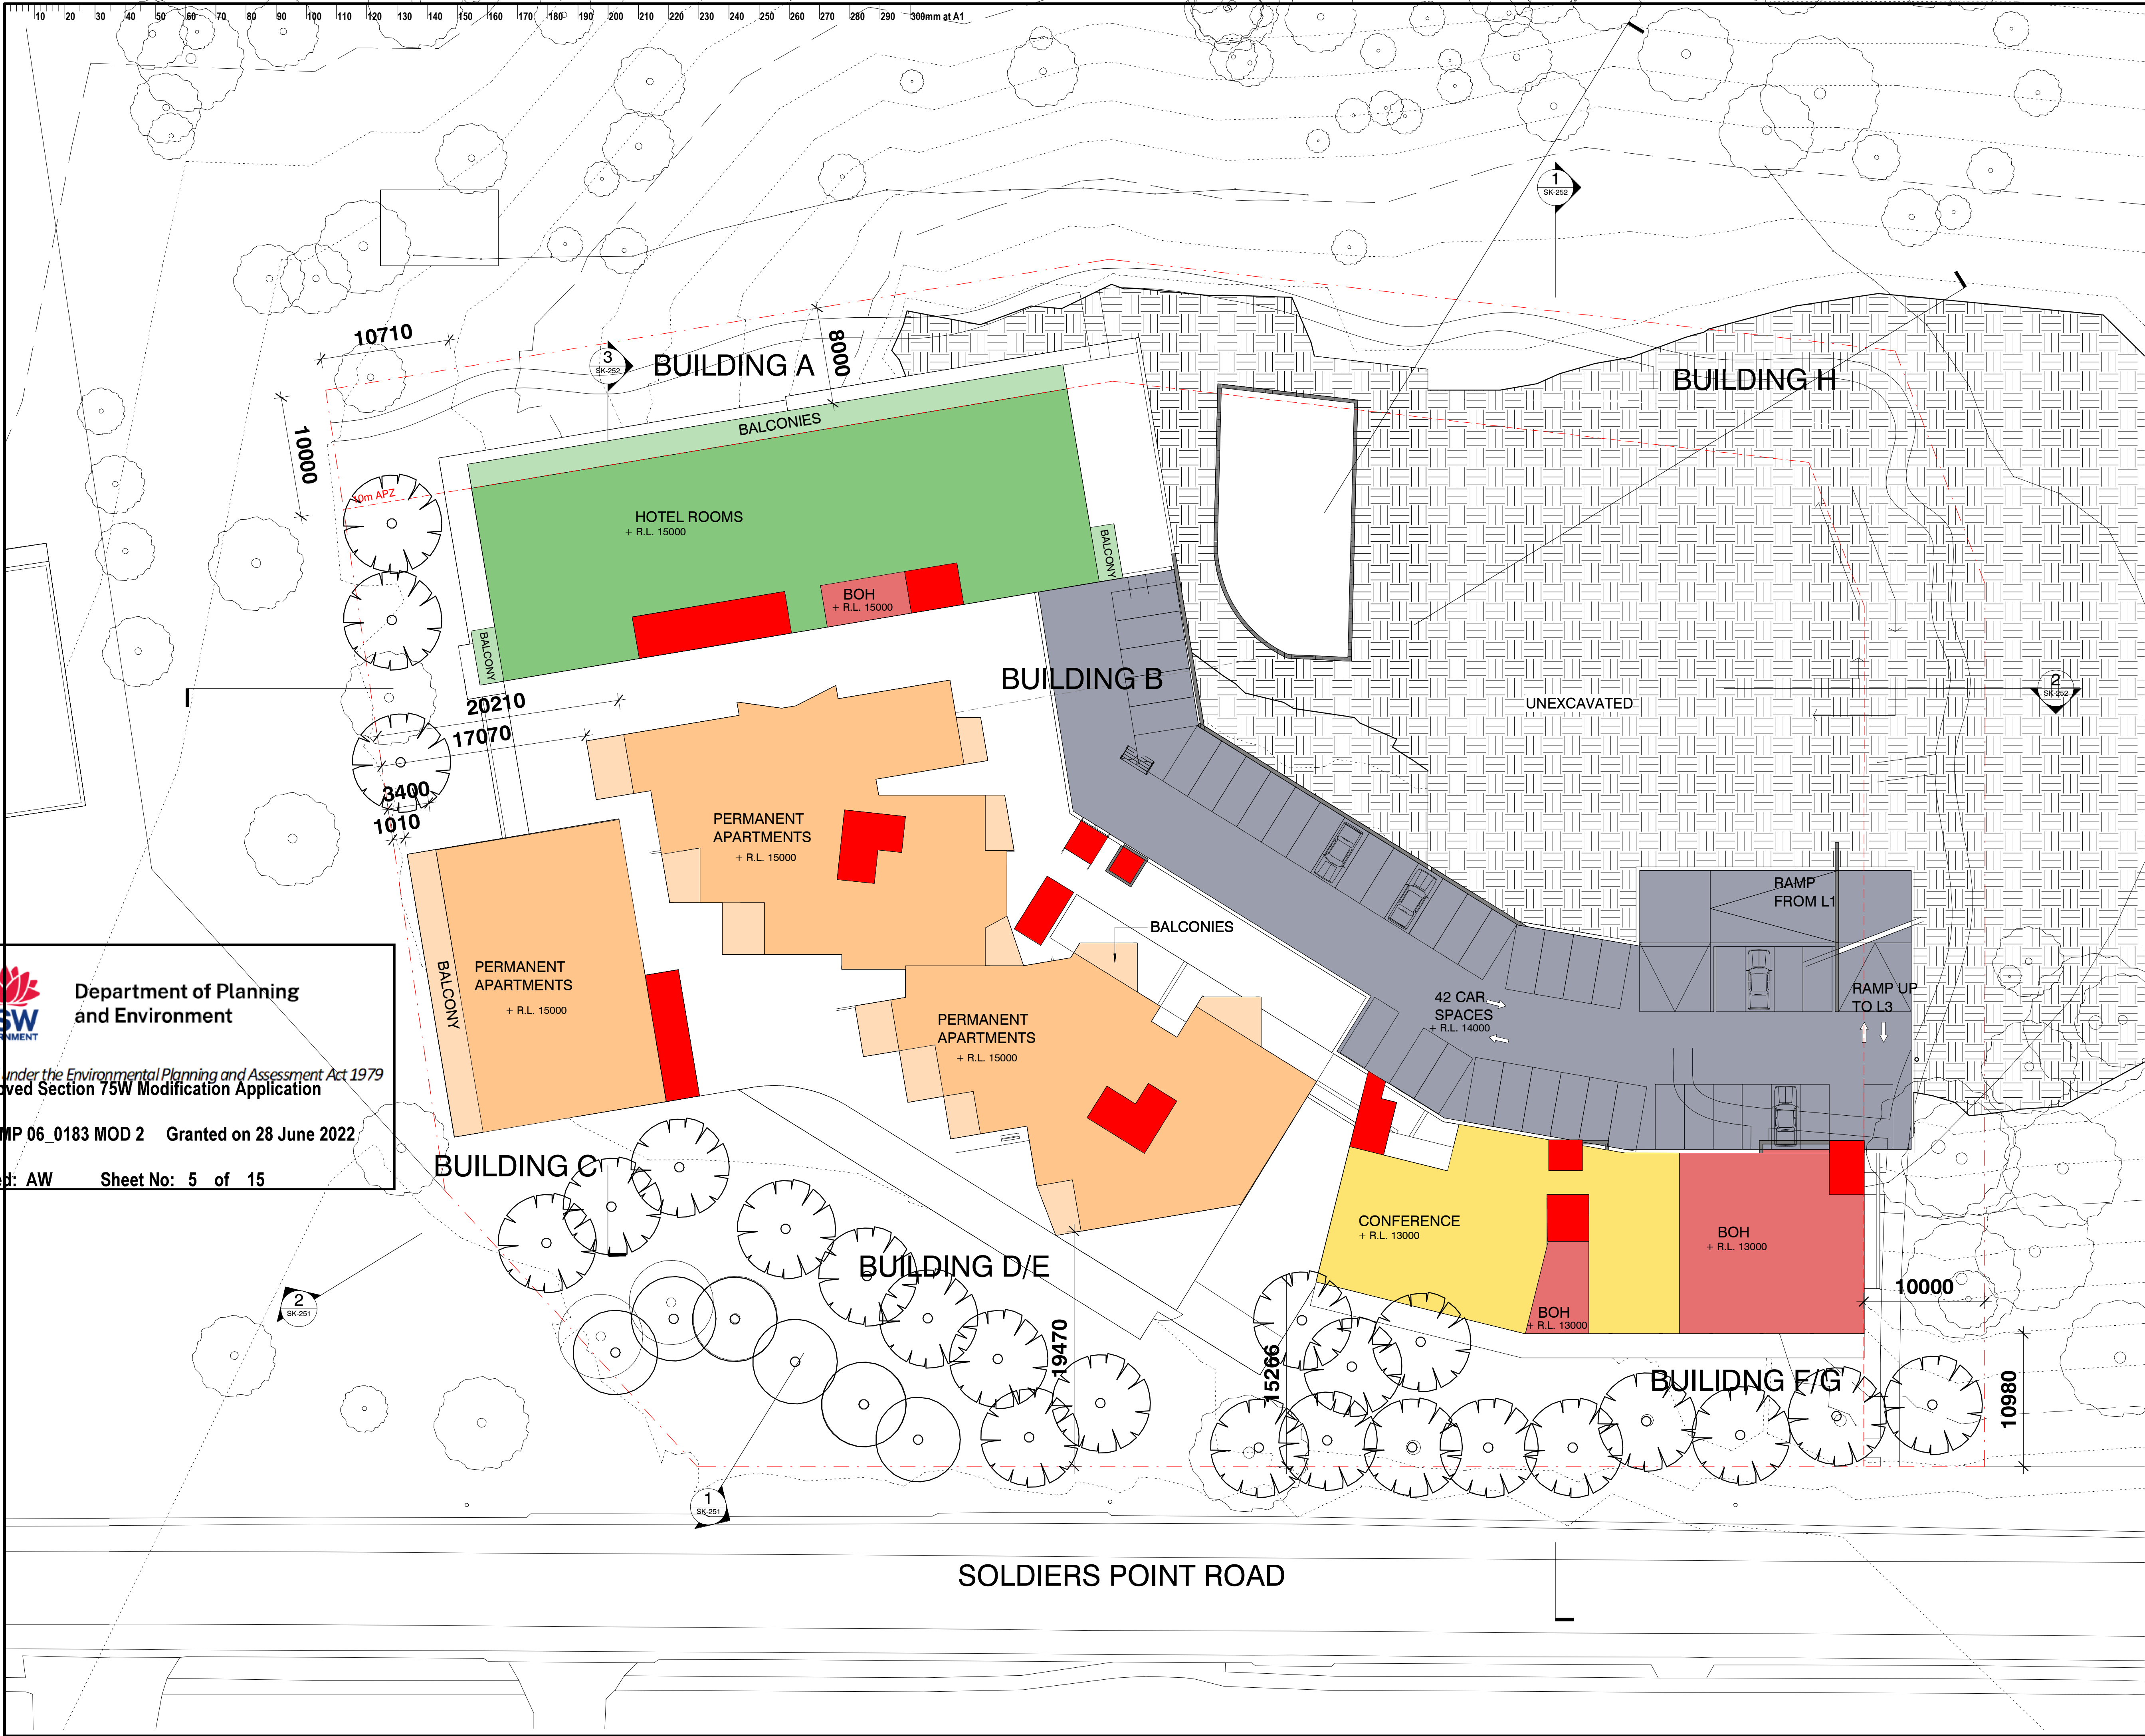 10 20 30 40 50 60 70 80 90 100 110 120 130 140 150 160 170 180 190 200 210 220 230 240 250 260 270 280 290 300mm at A1
1
SK-252
10710
8000
3
SK-252
BUILDING A
BUILDING H
10000
BALCONIES
10m APZ
HOTEL ROOMS
+ R.L. 15000
BALCONY
BOH
+ R.L. 15000
BALCONY
BUILDING B
2
SK-252
UNEXCAVATED
20210
17070
3400
1010
PERMANENT
APARTMENTS
+ R.L. 15000
RAMP
FROM L1
BALCONIES
BALCONY
PERMANENT
APARTMENTS
+ R.L. 15000
PERMANENT
APARTMENTS
+ R.L. 15000
42 CAR
SPACES
+ R.L. 14000
RAMP UP
TO L3
Department of Planning
and Environment
SW
RNMENT
under the Environmental Planning and Assessment Act 1979
oved Section 75W Modification Application
MP 06_0183 MOD 2 Granted on 28 June 2022
ed: AW Sheet No: 5 of 15
BUILDING C
CONFERENCE
+ R.L. 13000
BOH
+ R.L. 13000
BUILDING D/E
10000
BOH
+ R.L. 13000
2
SK-251
19470
15266
BUILIDNG F/G
10980
1
SK-251
SOLDIERS POINT ROAD